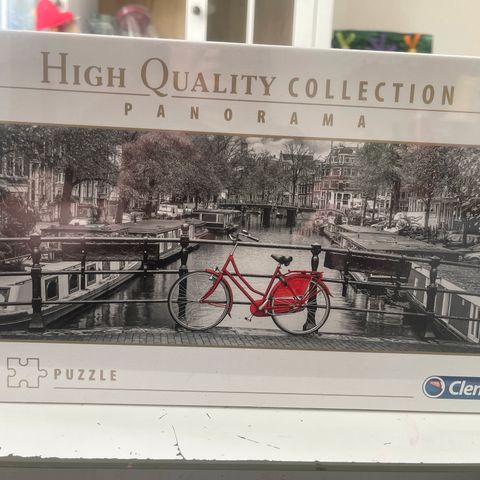 HIGH QUALITY COLLECTION
PANORAMA
PUZZLE
Clem